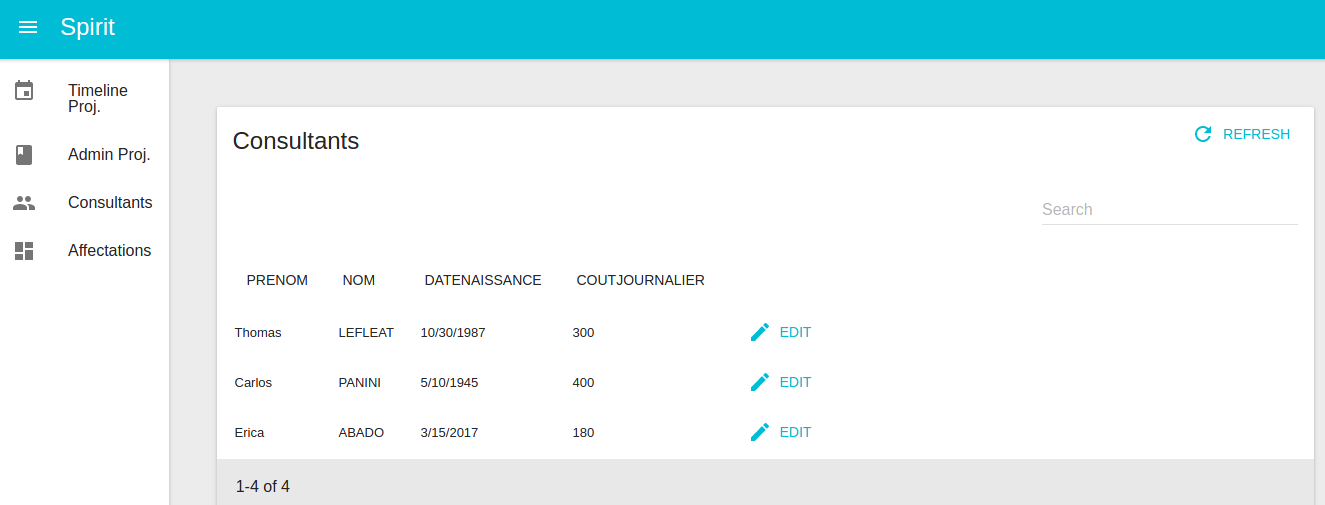 Spirit
Timeline
Proj.
Admin Proj.
Consultants
Affectations
Consultants
REFRESH
Search
PRENOM NOM DATENAISSANCE COUTJOURNALIER
Thomas LEFLEAT 10/30/1987 300 EDIT
Carlos PANINI 5/10/1945 400 EDIT
Erica ABADO 3/15/2017 180 EDIT
1-4 of 4